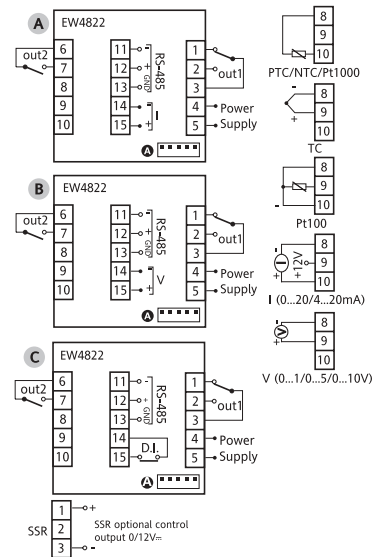 A EW4822
out2
6
7
8
9
10
11 -
12 +
13 GND
14 -
15 +
RS-485
I
1
2
3
4
5
out1
Power
Supply
A
B EW4822
out2
6
7
8
9
10
11 -
12 +
13 GND
14 -
15 +
RS-485
V
1
2
3
4
5
out1
Power
Supply
A
C EW4822
out2
6
7
8
9
10
11 -
12 +
13 GND
14
15
RS-485
D.I.
1
2
3
4
5
out1
Power
Supply
A
SSR
1 +
2
3 -
SSR optional control
output 0/12V⎓
8
9
10
PTC/NTC/Pt1000
-
+
8
9
10
TC
-
8
9
10
Pt100
-
+
I
+12V
8
9
10
I (0...20/4...20mA)
-
+
V
8
9
10
V (0...1/0...5/0...10V)